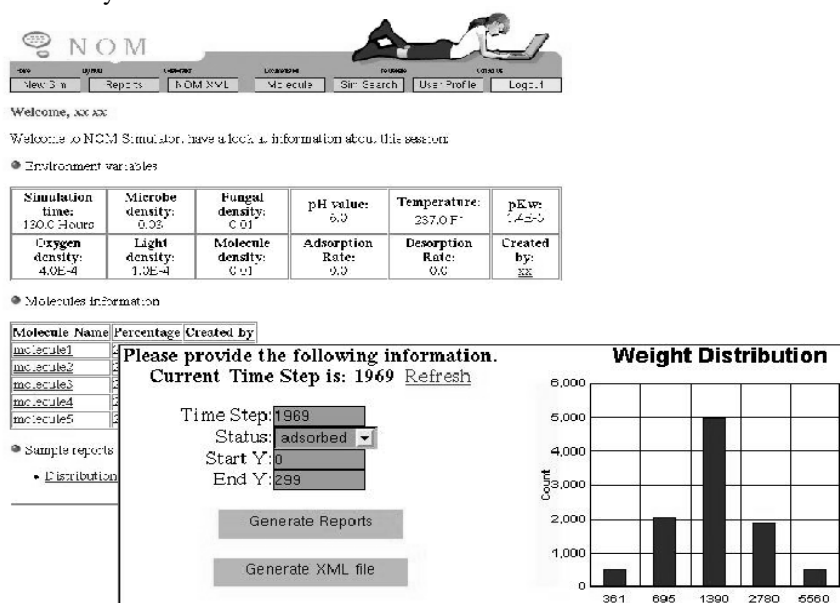 NOM
New Sim Reports NOM XML Molecule Sim Search User Profile Logout
Welcome, xx xx
Welcome to NOM Simulator, have a look at information about this session:
Environment variables
Simulation time: 130.0 Hours Microbe density: 0.03 Fungal density: 0.01 pH value: 6.0 Temperature: pKw:
Oxygen density: 4.0E-4 Light density: 1.0E-4 Molecule density: 0.01 Adsorption Rate: 0.0 Desorption Rate: 0.0 Created by: xx
Molecules information
Molecule Name Percentage Created by
molecule1
molecule2
molecule3
molecule4
molecule5
Sample reports
Distribution
Please provide the following information.
Current Time Step is: 1969 Refresh
Time Step: 1969
Status: adsorbed
Start Y: 0
End Y: 299
Generate Reports
Generate XML file
Weight Distribution
6,000
5,000
4,000
3,000
2,000
1,000
0
Count
361 695 1390 2780 5560